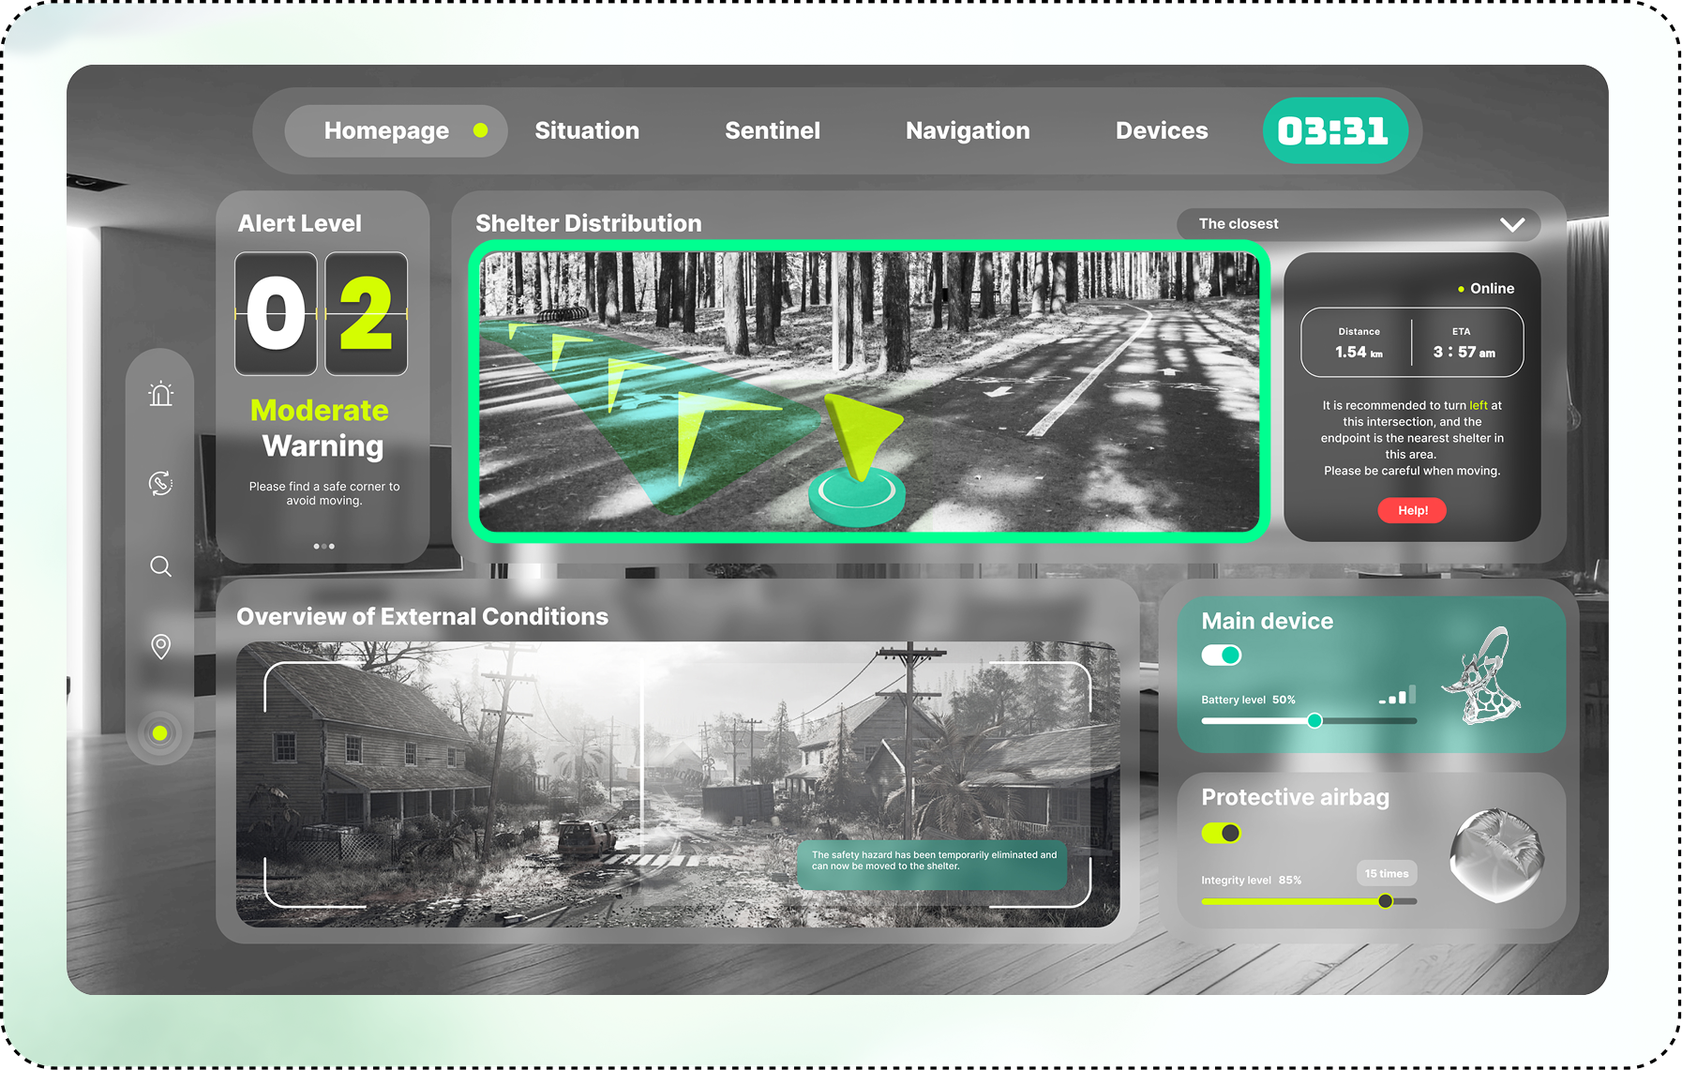 Homepage
Situation
Sentinel
Navigation
Devices
03:31
Alert Level
02
Moderate
Warning
Please find a safe corner to
avoid moving.
Shelter Distribution
The closest
Online
Distance
ETA
1.54 km
3 : 57 am
It is recommended to turn left at
this intersection, and the
endpoint is the nearest shelter in
this area.
Please be careful when moving.
Help!
Overview of External Conditions
The safety hazard has been temporarily eliminated and
can now be moved to the shelter.
Main device
Battery level 50%
Protective airbag
Integrity level 85%
15 times